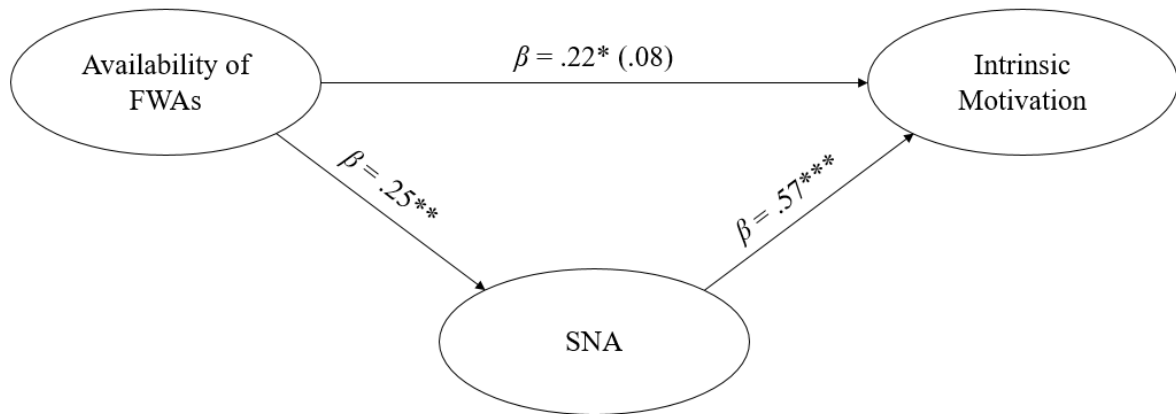 Availability of
FWAs
β = .22* (.08)
Intrinsic
Motivation
β = .25**
β = .57***
SNA